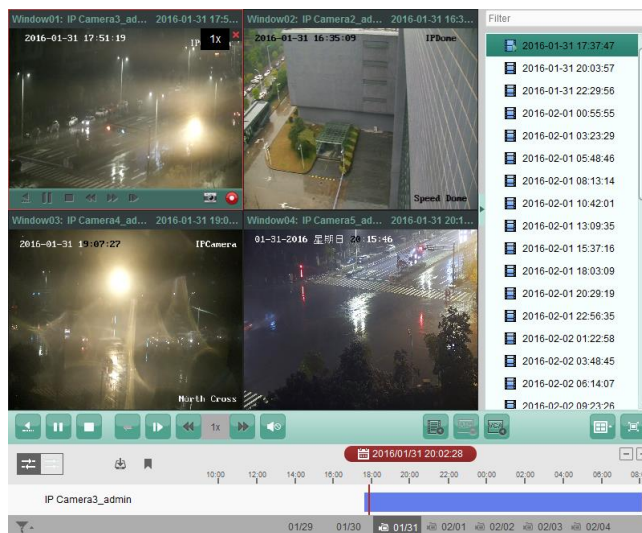 Window01: IP Camera3_ad... 2016-01-31 17:5...
Window02: IP Camera2_ad... 2016-01-31 16:3...
2016-01-31 17:51:19
1x
2016-01-31 16:35:09
IPDome
Speed Dome
Window03: IP Camera4_ad... 2016-01-31 19:0...
Window04: IP Camera5_ad... 2016-01-31 20:1...
2016-01-31 19:07:27
IPCamera
North Cross
01-31-2016 星期日 20:15:46
Filter
2016-01-31 17:37:47
2016-01-31 20:03:57
2016-01-31 22:29:56
2016-02-01 00:55:55
2016-02-01 03:23:29
2016-02-01 05:48:46
2016-02-01 08:13:14
2016-02-01 10:42:01
2016-02-01 13:09:35
2016-02-01 15:37:16
2016-02-01 18:03:09
2016-02-01 20:29:19
2016-02-01 22:56:35
2016-02-02 01:22:58
2016-02-02 03:48:45
2016-02-02 06:14:07
2016-02-02 09:23:26
1x
VCA
2016/01/31 20:02:28
10:00 12:00 14:00 16:00 18:00 20:00 22:00 00:00 02:00 04:00 06:00 08:
IP Camera3_admin
01/29 01/30 01/31 02/01 02/02 02/03 02/04